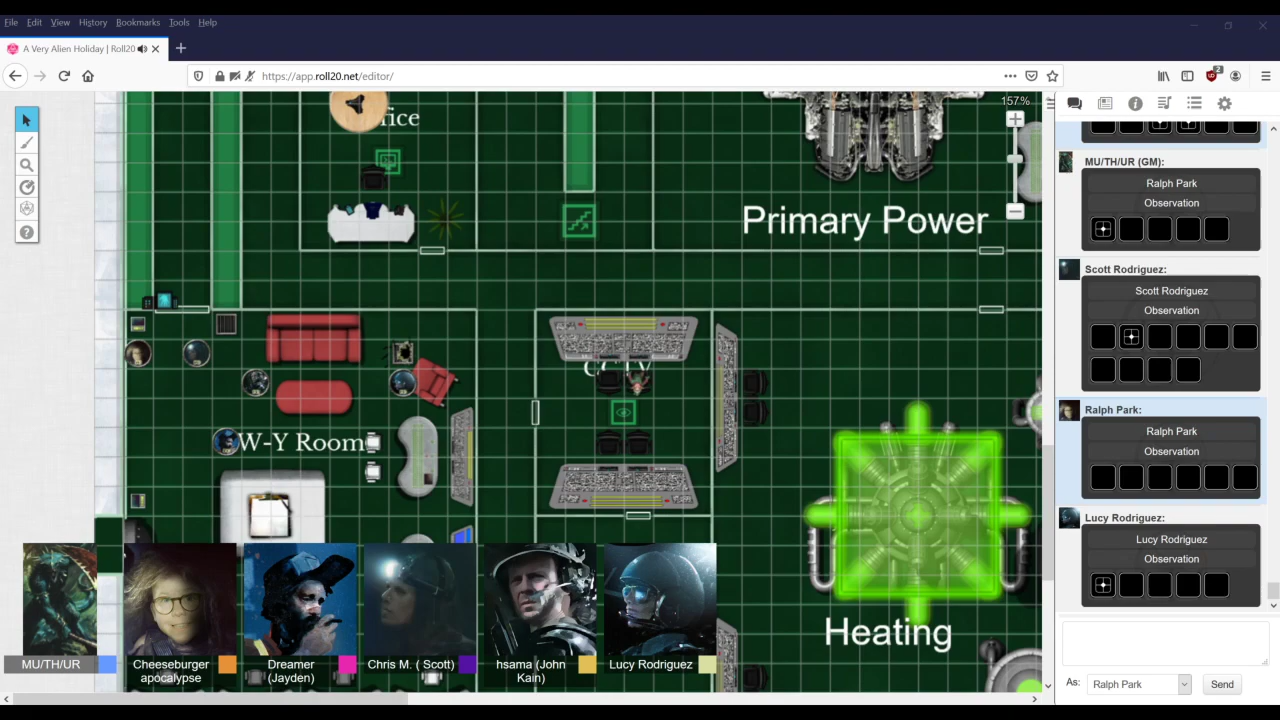 File Edit View History Bookmarks Tools Help
A Very Alien Holiday | Roll20
https://app.roll20.net/editor/
157%
Primary Power
W-Y Room
Heating
MU/TH/UR
Cheeseburger
apocalypse
Dreamer
(Jayden)
Chris M. ( Scott)
hsama (John
Kain)
Lucy Rodriguez
MU/TH/UR (GM):
Ralph Park
Observation
Scott Rodriguez:
Scott Rodriguez
Observation
Ralph Park:
Ralph Park
Observation
Lucy Rodriguez:
Lucy Rodriguez
Observation
As: Ralph Park Send